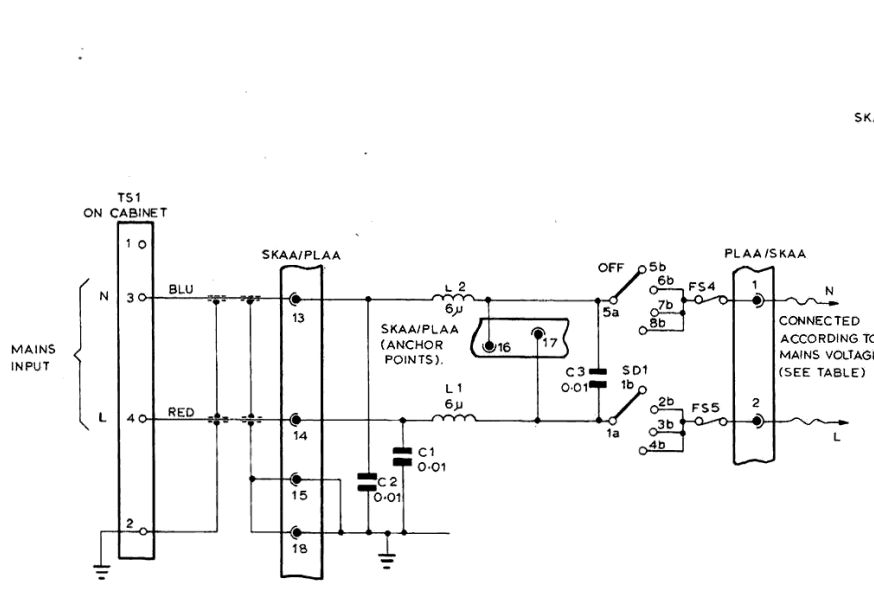 SK
TS1
ON CABINET
1
SKAA/PLAA
PLAA/SKAA
OFF
5b
6b
FS4
1
N
N
3
BLU
13
L 2
6µ
5a
7b
8b
SKAA/PLAA
(ANCHOR
POINTS).
16
17
CONNECTED
ACCORDING TO
MAINS VOLTAGE
(SEE TABLE)
MAINS
INPUT
C3
0·01
SD1
1b
L 1
6µ
L
4
RED
14
1a
2b
3b
4b
FS5
2
L
C1
0·01
C2
0·01
15
2
18